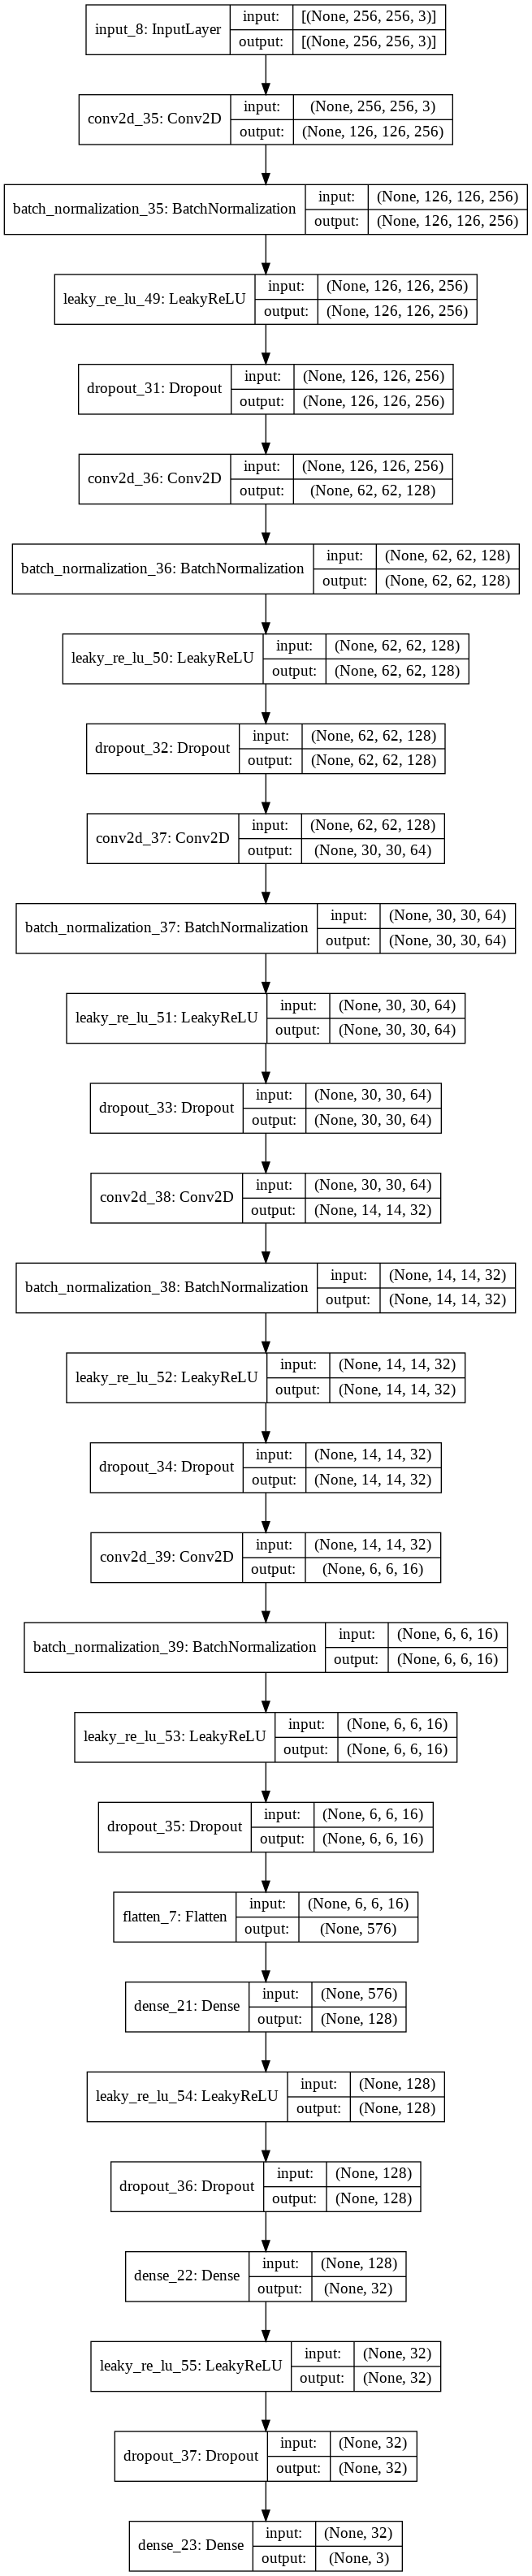 input_8: InputLayer
input: [(None, 256, 256, 3)]
output: [(None, 256, 256, 3)]
conv2d_35: Conv2D
input: (None, 256, 256, 3)
output: (None, 126, 126, 256)
batch_normalization_35: BatchNormalization
input: (None, 126, 126, 256)
output: (None, 126, 126, 256)
leaky_re_lu_49: LeakyReLU
input: (None, 126, 126, 256)
output: (None, 126, 126, 256)
dropout_31: Dropout
input: (None, 126, 126, 256)
output: (None, 126, 126, 256)
conv2d_36: Conv2D
input: (None, 126, 126, 256)
output: (None, 62, 62, 128)
batch_normalization_36: BatchNormalization
input: (None, 62, 62, 128)
output: (None, 62, 62, 128)
leaky_re_lu_50: LeakyReLU
input: (None, 62, 62, 128)
output: (None, 62, 62, 128)
dropout_32: Dropout
input: (None, 62, 62, 128)
output: (None, 62, 62, 128)
conv2d_37: Conv2D
input: (None, 62, 62, 128)
output: (None, 30, 30, 64)
batch_normalization_37: BatchNormalization
input: (None, 30, 30, 64)
output: (None, 30, 30, 64)
leaky_re_lu_51: LeakyReLU
input: (None, 30, 30, 64)
output: (None, 30, 30, 64)
dropout_33: Dropout
input: (None, 30, 30, 64)
output: (None, 30, 30, 64)
conv2d_38: Conv2D
input: (None, 30, 30, 64)
output: (None, 14, 14, 32)
batch_normalization_38: BatchNormalization
input: (None, 14, 14, 32)
output: (None, 14, 14, 32)
leaky_re_lu_52: LeakyReLU
input: (None, 14, 14, 32)
output: (None, 14, 14, 32)
dropout_34: Dropout
input: (None, 14, 14, 32)
output: (None, 14, 14, 32)
conv2d_39: Conv2D
input: (None, 14, 14, 32)
output: (None, 6, 6, 16)
batch_normalization_39: BatchNormalization
input: (None, 6, 6, 16)
output: (None, 6, 6, 16)
leaky_re_lu_53: LeakyReLU
input: (None, 6, 6, 16)
output: (None, 6, 6, 16)
dropout_35: Dropout
input: (None, 6, 6, 16)
output: (None, 6, 6, 16)
flatten_7: Flatten
input: (None, 6, 6, 16)
output: (None, 576)
dense_21: Dense
input: (None, 576)
output: (None, 128)
leaky_re_lu_54: LeakyReLU
input: (None, 128)
output: (None, 128)
dropout_36: Dropout
input: (None, 128)
output: (None, 128)
dense_22: Dense
input: (None, 128)
output: (None, 32)
leaky_re_lu_55: LeakyReLU
input: (None, 32)
output: (None, 32)
dropout_37: Dropout
input: (None, 32)
output: (None, 32)
dense_23: Dense
input: (None, 32)
output: (None, 3)